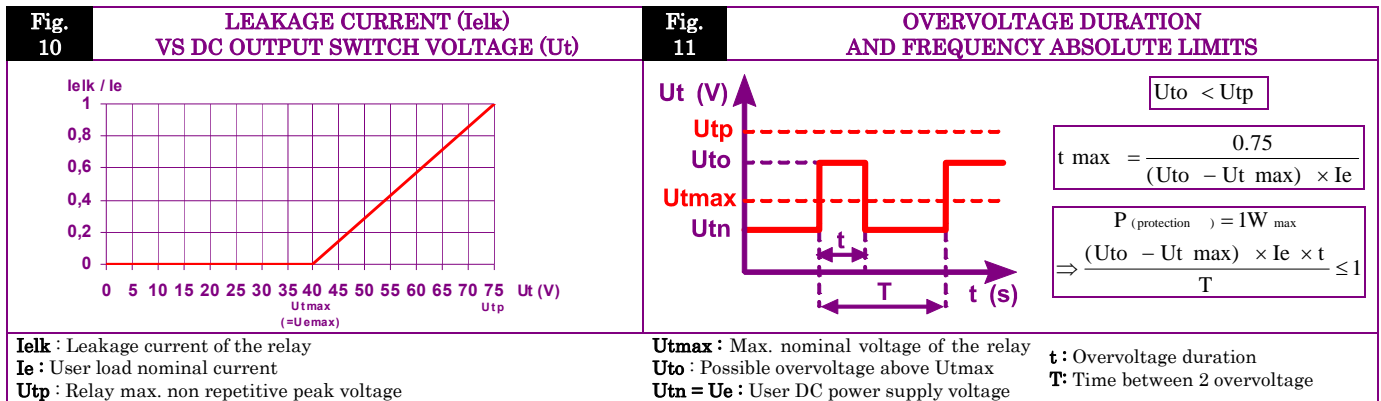 Fig.
10
LEAKAGE CURRENT (Ielk)
VS DC OUTPUT SWITCH VOLTAGE (Ut)
Ielk / Ie
1
0,8
0,6
0,4
0,2
0
0 5 10 15 20 25 30 35 40 45 50 55 60 65 70 75 Ut (V)
Utmax Utp
(=Uemax)
Ielk : Leakage current of the relay
Ie : User load nominal current
Utp : Relay max. non repetitive peak voltage
Fig.
11
OVERVOLTAGE DURATION
AND FREQUENCY ABSOLUTE LIMITS
Ut (V)
Utp
Uto
Utmax
Utn
t
T
t (s)
Uto < Utp
t max = 0.75 / (Uto − Ut max) × Ie
P (protection ) = 1W max
⇒ (Uto − Ut max) × Ie × t / T ≤ 1
Utmax : Max. nominal voltage of the relay
Uto : Possible overvoltage above Utmax
Utn = Ue : User DC power supply voltage
t : Overvoltage duration
T: Time between 2 overvoltage